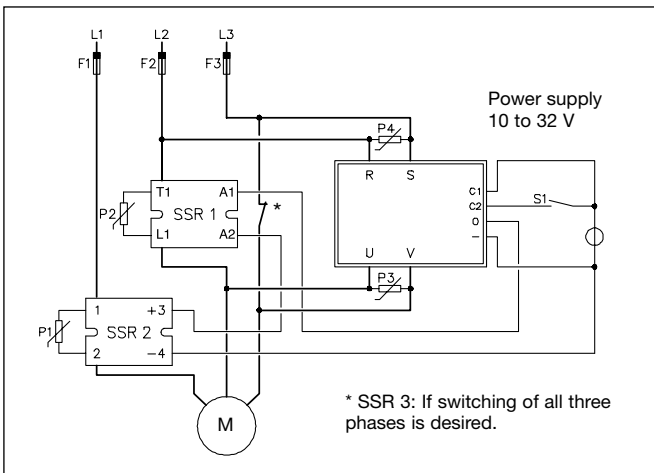 L1 L2 L3
F1 F2 F3
Power supply
10 to 32 V
P4
R S
T1 A1
C1
P2 SSR 1 *
C2 S1
O
L1 A2
–
U V
P3
1 +3
P1 SSR 2
2 –4
* SSR 3: If switching of all three
phases is desired.
M